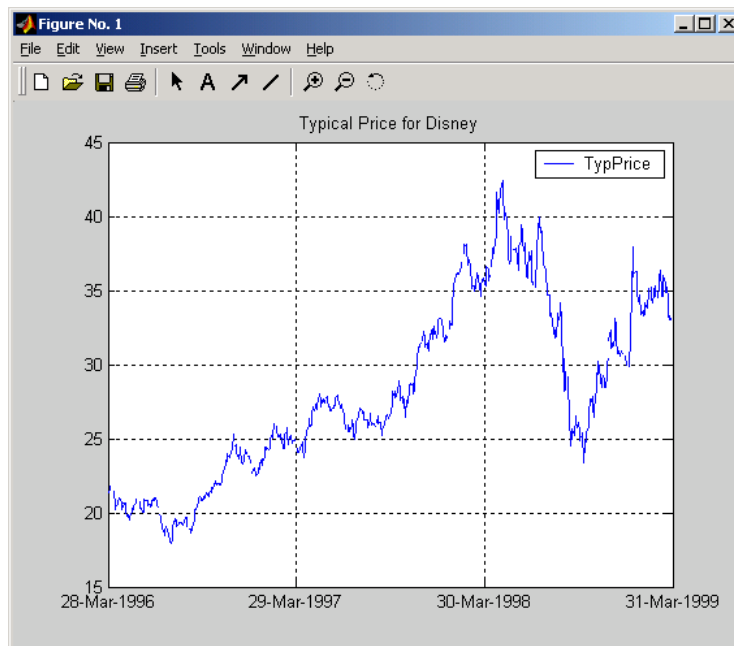 Figure No. 1
File Edit View Insert Tools Window Help
A
Typical Price for Disney
TypPrice
45
40
35
30
25
20
15
28-Mar-1996 29-Mar-1997 30-Mar-1998 31-Mar-1999